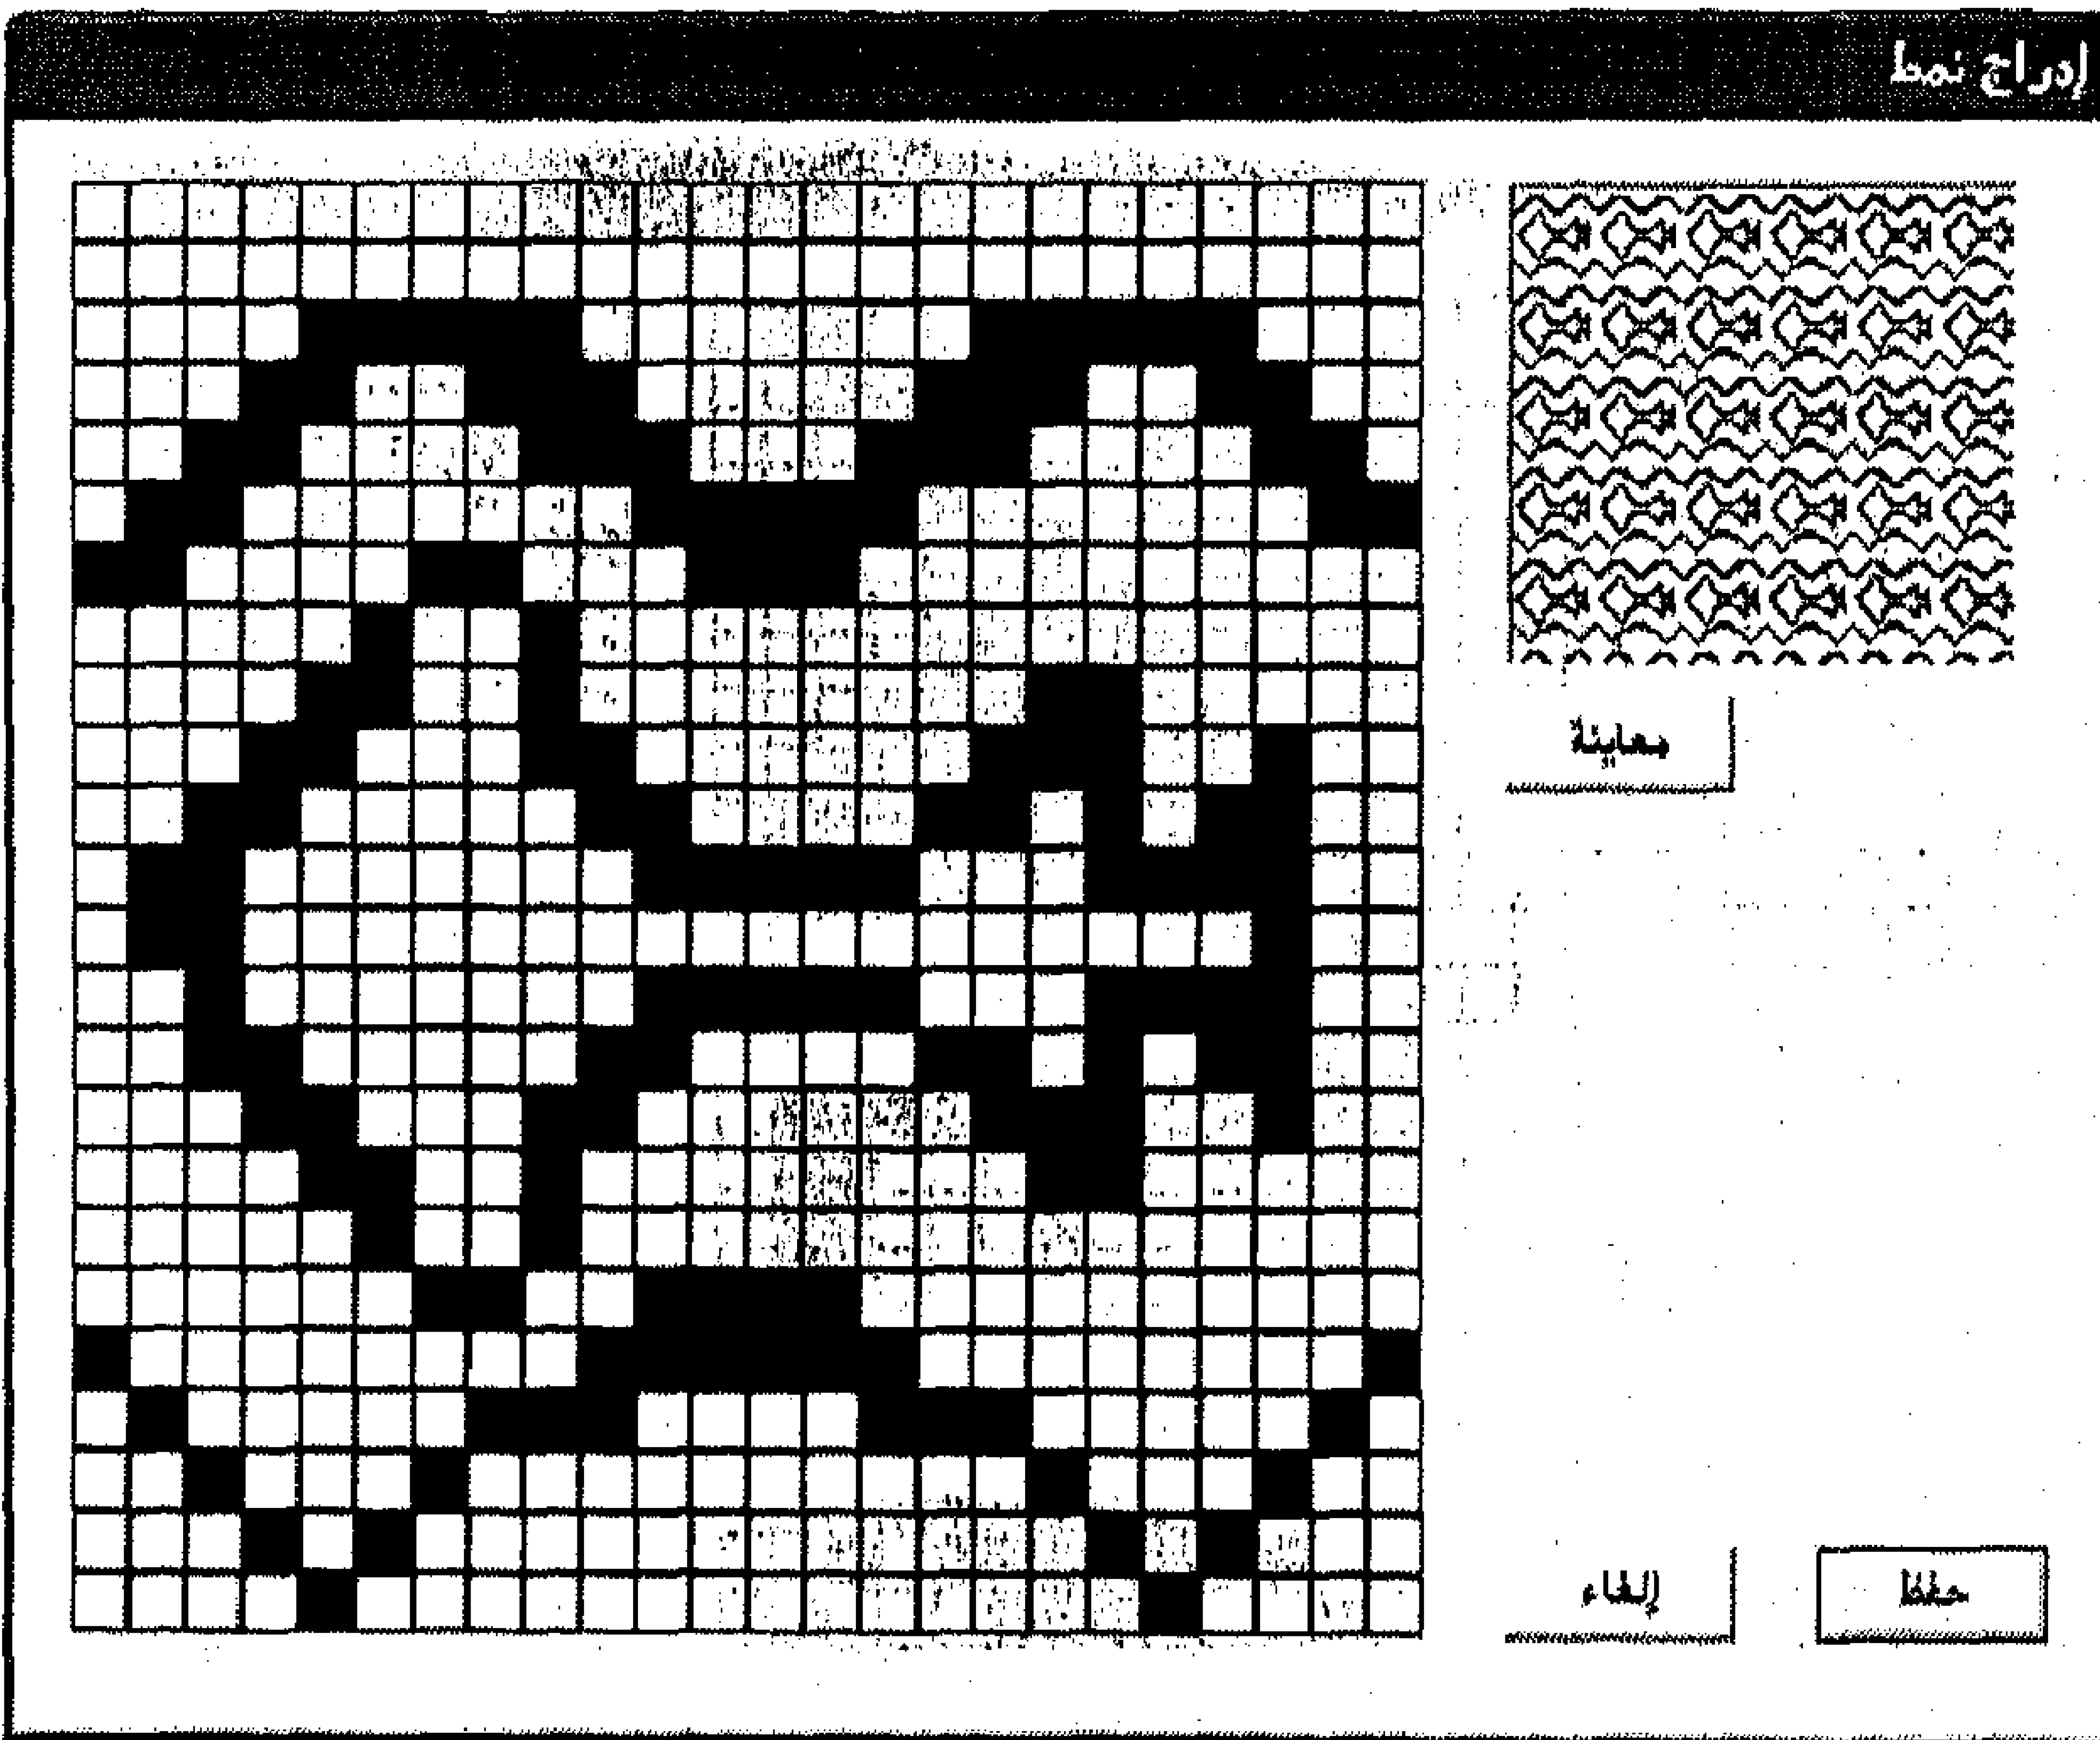 إدراج نمط
معاينة
حفظ
إلغاء